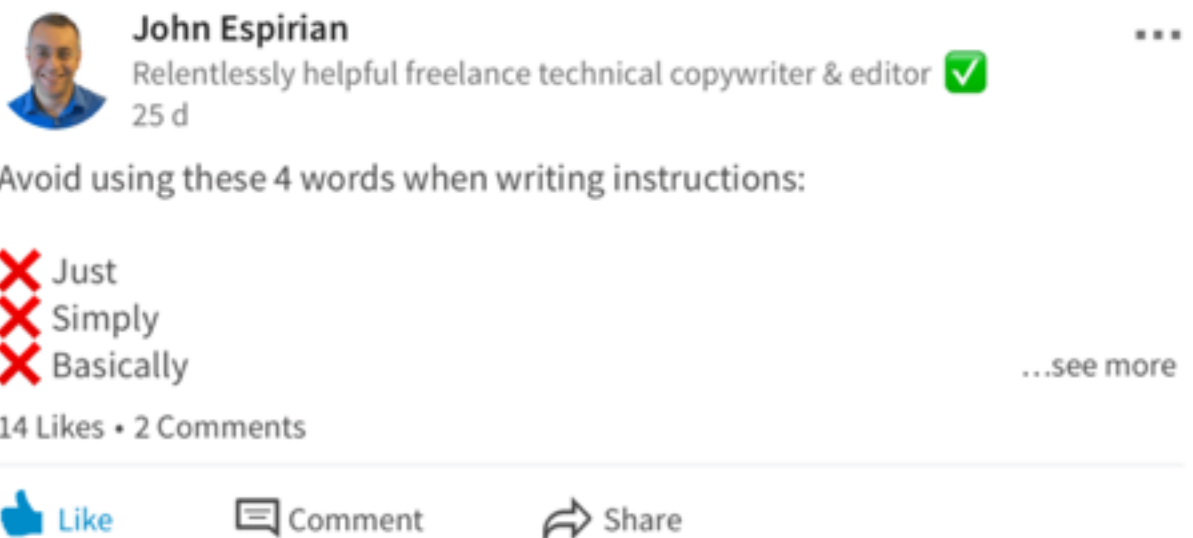 John Espirian
Relentlessly helpful freelance technical copywriter & editor ✅
25 d
Avoid using these 4 words when writing instructions:
❌ Just
❌ Simply
❌ Basically
...see more
14 Likes • 2 Comments
Like Comment Share